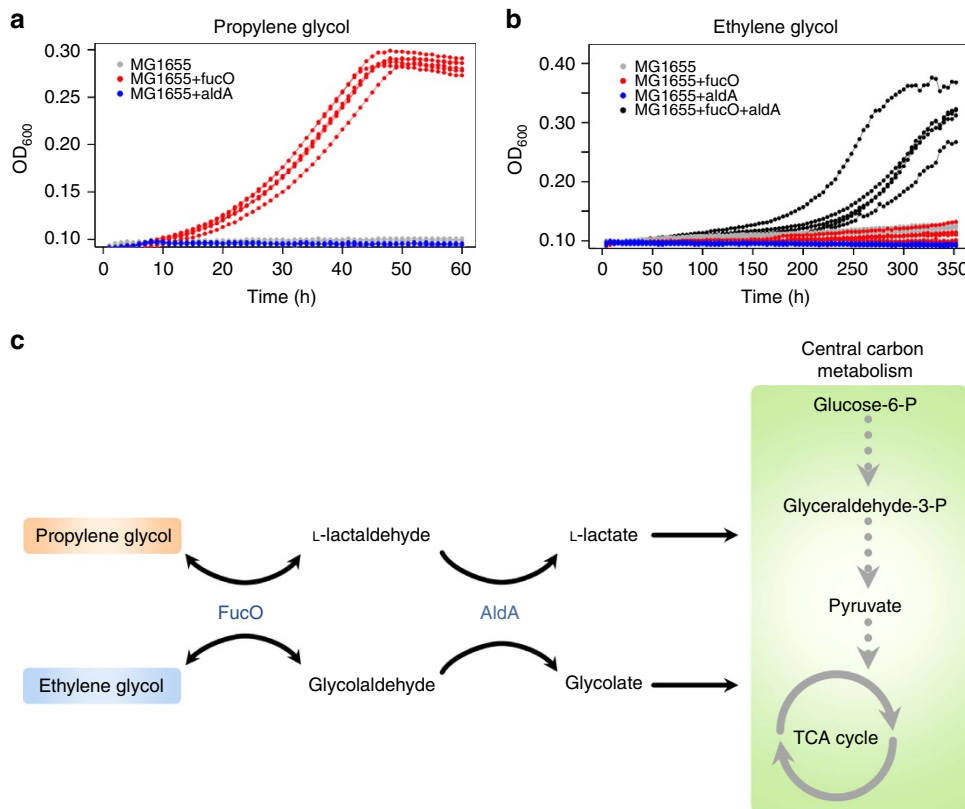 a
Propylene glycol
OD600
0.30
0.25
0.20
0.15
0.10
MG1655
MG1655+fucO
MG1655+aldA
0
10
20
30
40
50
60
Time (h)
b
Ethylene glycol
OD600
0.40
0.30
0.20
0.10
MG1655
MG1655+fucO
MG1655+aldA
MG1655+fucO+aldA
0
50
100
150
200
250
300
350
Time (h)
c
Central carbon
metabolism
Glucose-6-P
Glyceraldehyde-3-P
Propylene glycol
L-lactaldehyde
L-lactate
FucO
AldA
Pyruvate
Ethylene glycol
Glycolaldehyde
Glycolate
TCA cycle